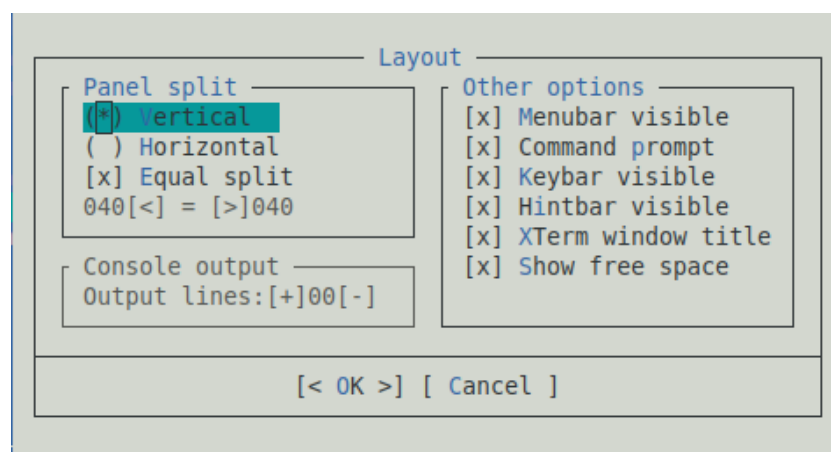 Layout
Panel split
(*) Vertical
( ) Horizontal
[x] Equal split
040[<] = [>]040
Console output
Output lines:[+]00[-]
Other options
[x] Menubar visible
[x] Command prompt
[x] Keybar visible
[x] Hintbar visible
[x] XTerm window title
[x] Show free space
[< OK >] [ Cancel ]